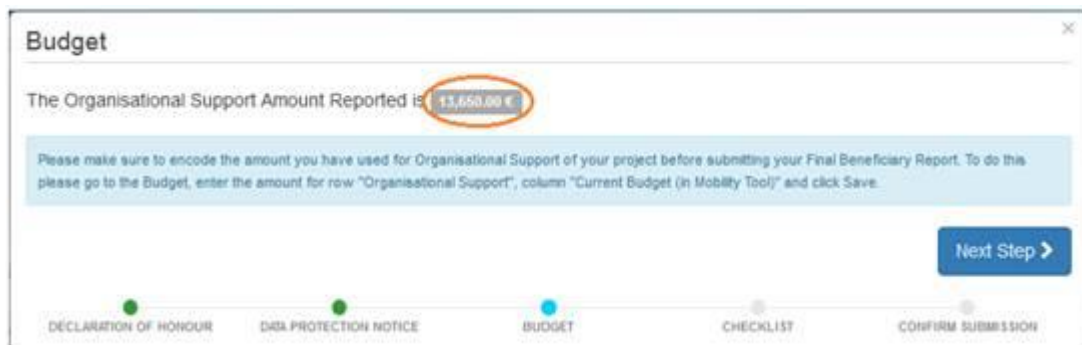 Budget
×
The Organisational Support Amount Reported is 13,650.00 €
Please make sure to encode the amount you have used for Organisational Support of your project before submitting your Final Beneficiary Report. To do this
please go to the Budget, enter the amount for row "Organisational Support", column "Current Budget (in Mobility Tool)" and click Save.
Next Step
DECLARATION OF HONOUR DATA PROTECTION NOTICE BUDGET CHECKLIST CONFIRM SUBMISSION